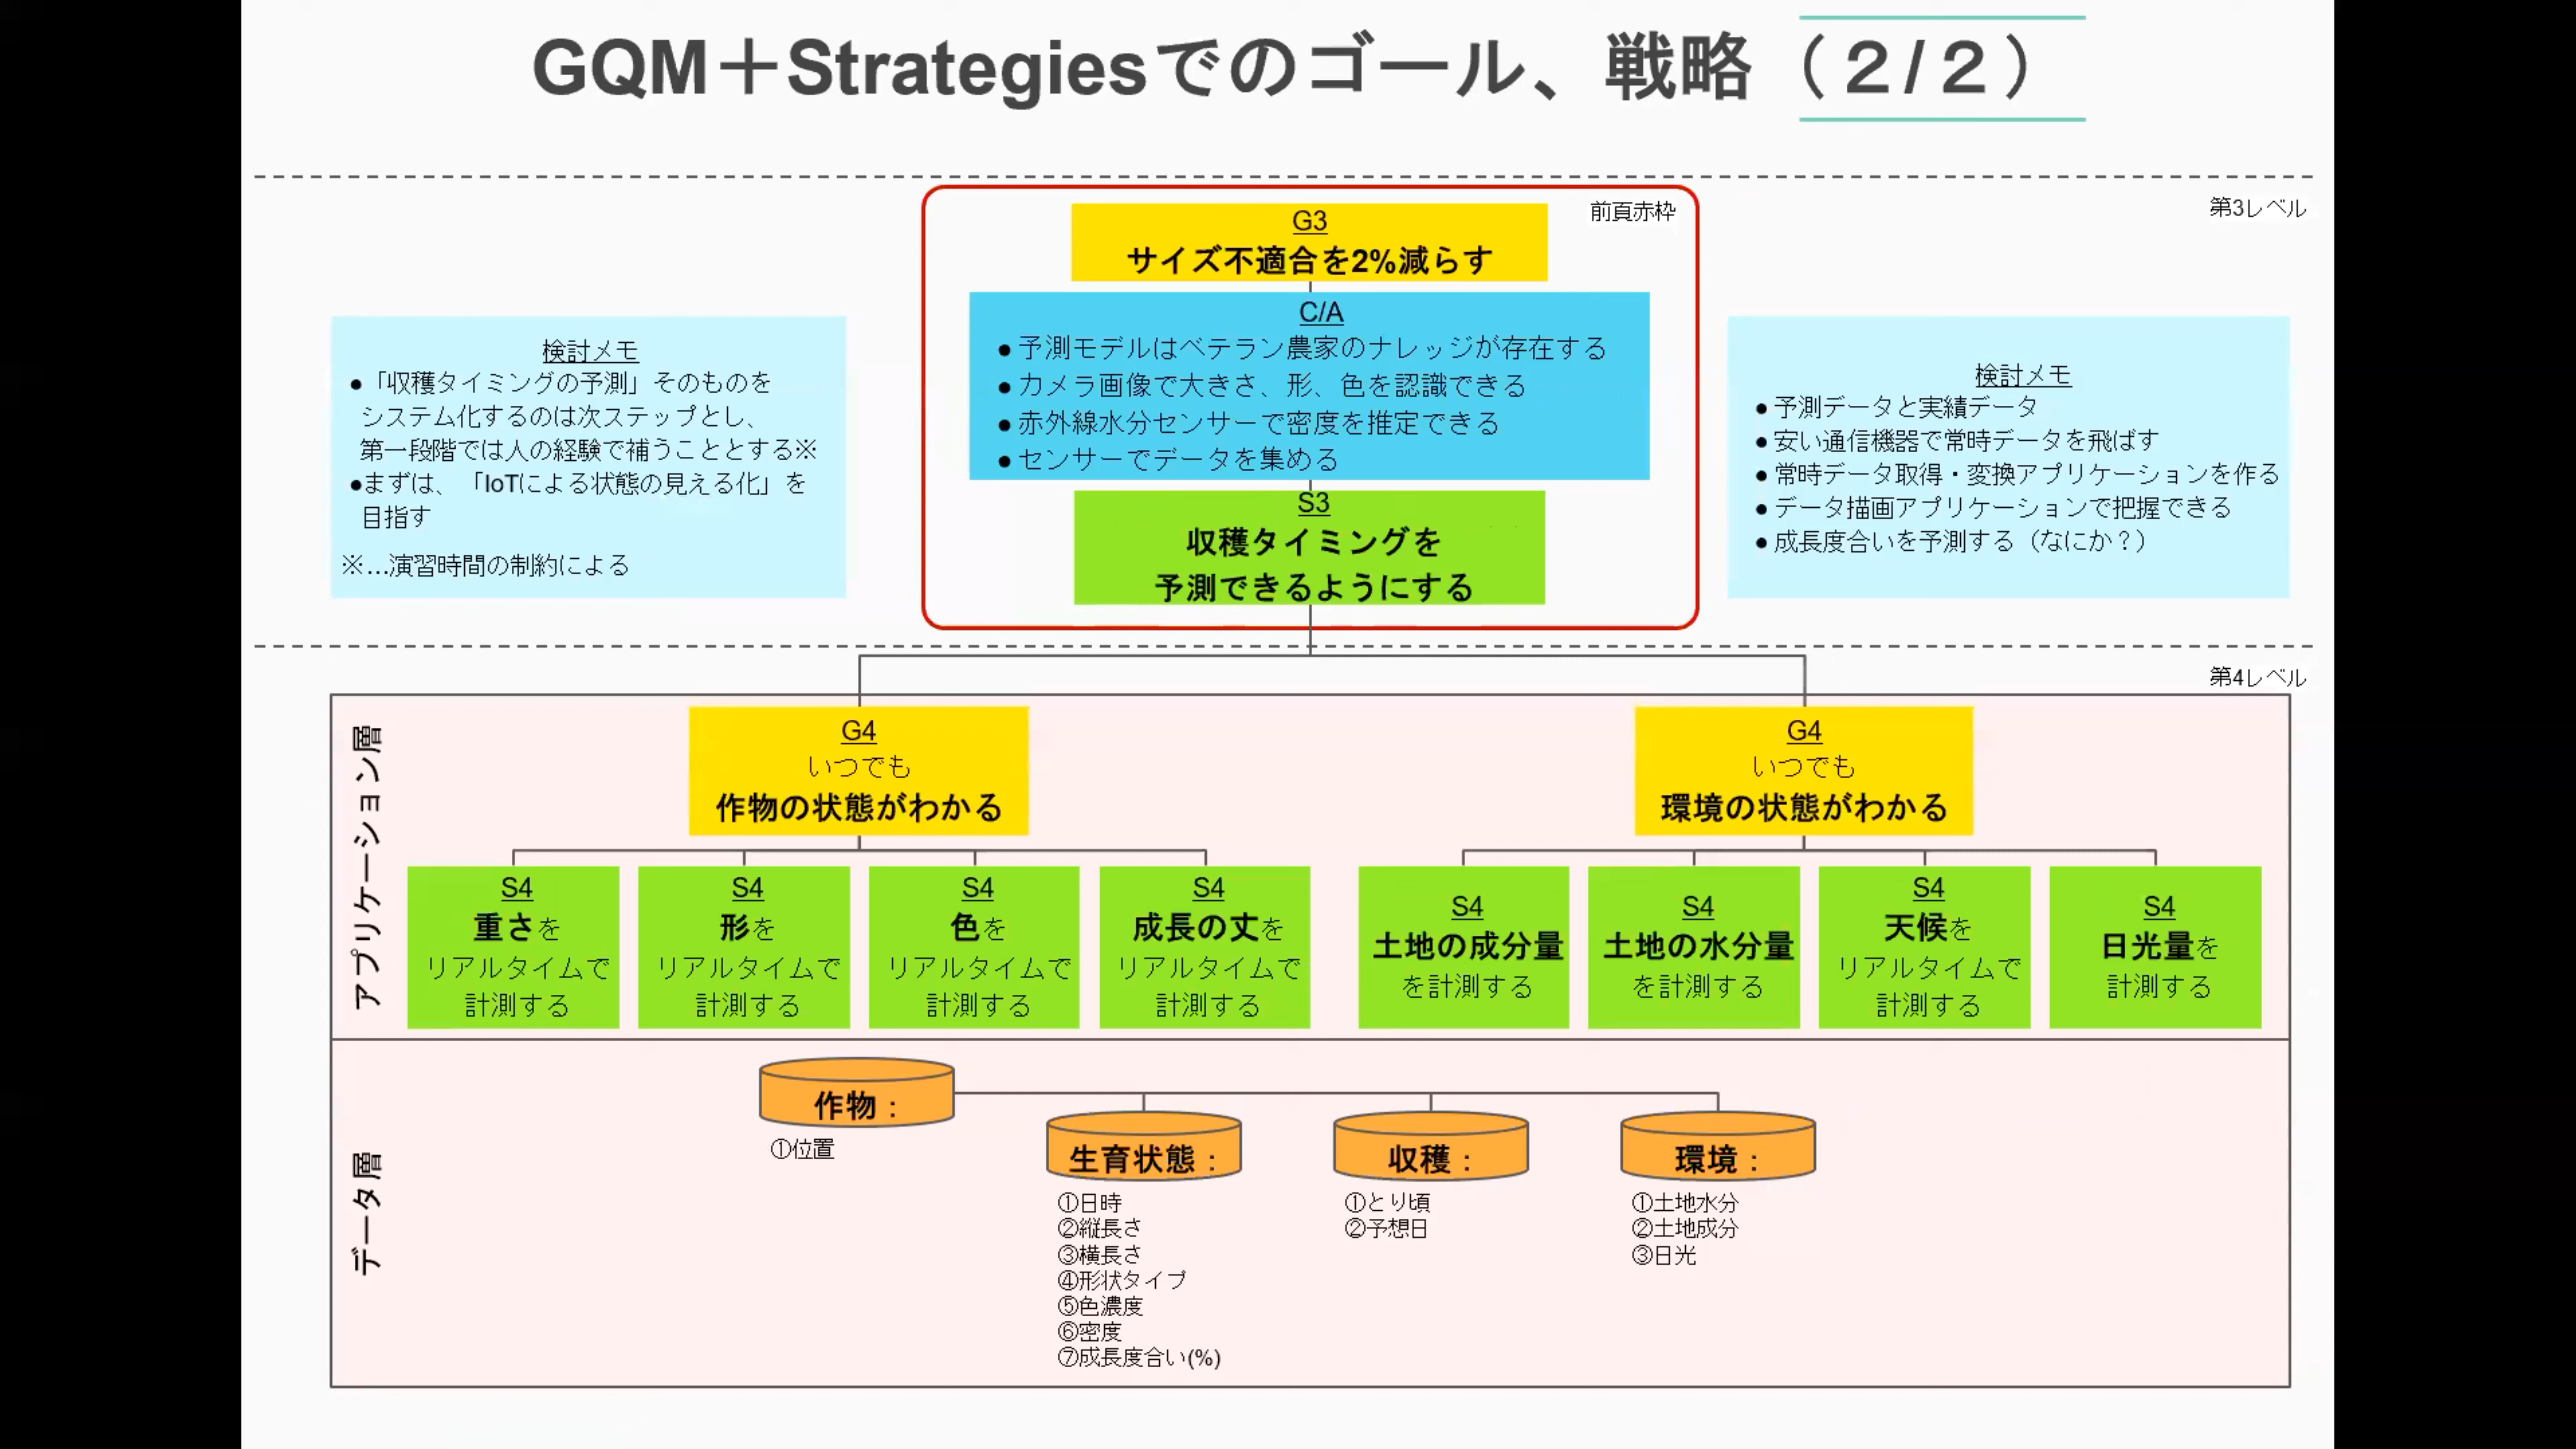 GQM＋Strategiesでのゴール、戦略（２/２）
第3レベル
前頁赤枠
G3
サイズ不適合を2%減らす
C/A
●予測モデルはベテラン農家のナレッジが存在する
●カメラ画像で大きさ、形、色を認識できる
●赤外線水分センサーで密度を推定できる
●センサーでデータを集める
S3
収穫タイミングを
予測できるようにする
検討メモ
●「収穫タイミングの予測」そのものを
システム化するのは次ステップとし、
第一段階では人の経験で補うこととする※
●まずは、「IoTによる状態の見える化」を
目指す
※…演習時間の制約による
検討メモ
●予測データと実績データ
●安い通信機器で常時データを飛ばす
●常時データ取得・変換アプリケーションを作る
●データ描画アプリケーションで把握できる
●成長度合いを予測する（なにか？）
第4レベル
アプリケーション層
G4
いつでも
作物の状態がわかる
G4
いつでも
環境の状態がわかる
S4
重さを
リアルタイムで
計測する
S4
形を
リアルタイムで
計測する
S4
色を
リアルタイムで
計測する
S4
成長の丈を
リアルタイムで
計測する
S4
土地の成分量
を計測する
S4
土地の水分量
を計測する
S4
天候を
リアルタイムで
計測する
S4
日光量を
計測する
データ層
作物：
①位置
生育状態：
①日時
②縦長さ
③横長さ
④形状タイプ
⑤色濃度
⑥密度
⑦成長度合い(%)
収穫：
①とり頃
②予想日
環境：
①土地水分
②土地成分
③日光